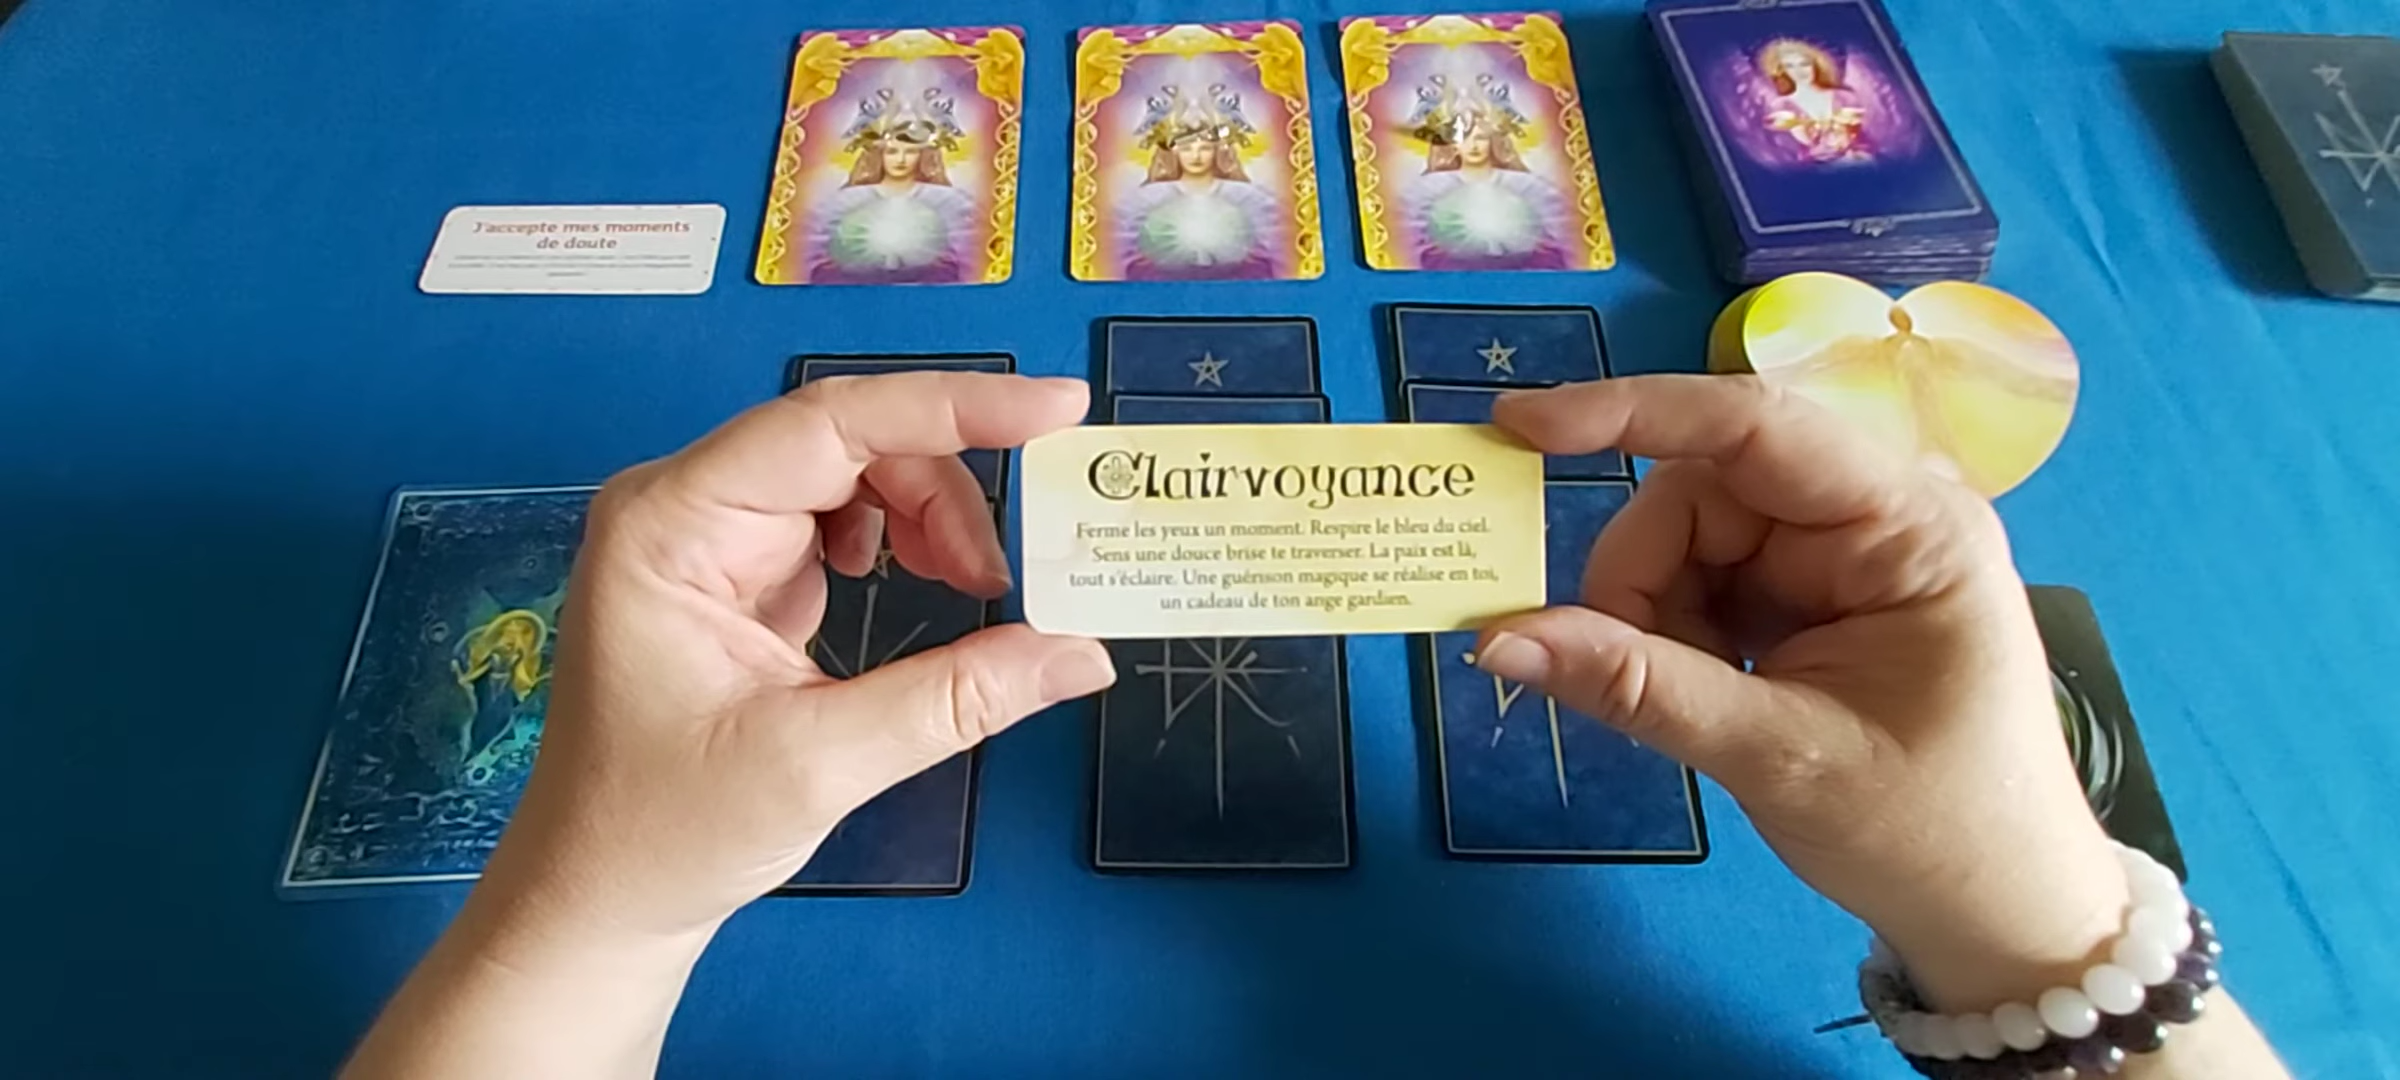 J'accepte mes moments
de doute
Clairvoyance
Ferme les yeux un moment. Respire le bleu du ciel.
Sens une douce brise te traverser. La paix est là,
tout s'éclaire. Une guérison magique se réalise en toi,
un cadeau de ton ange gardien.